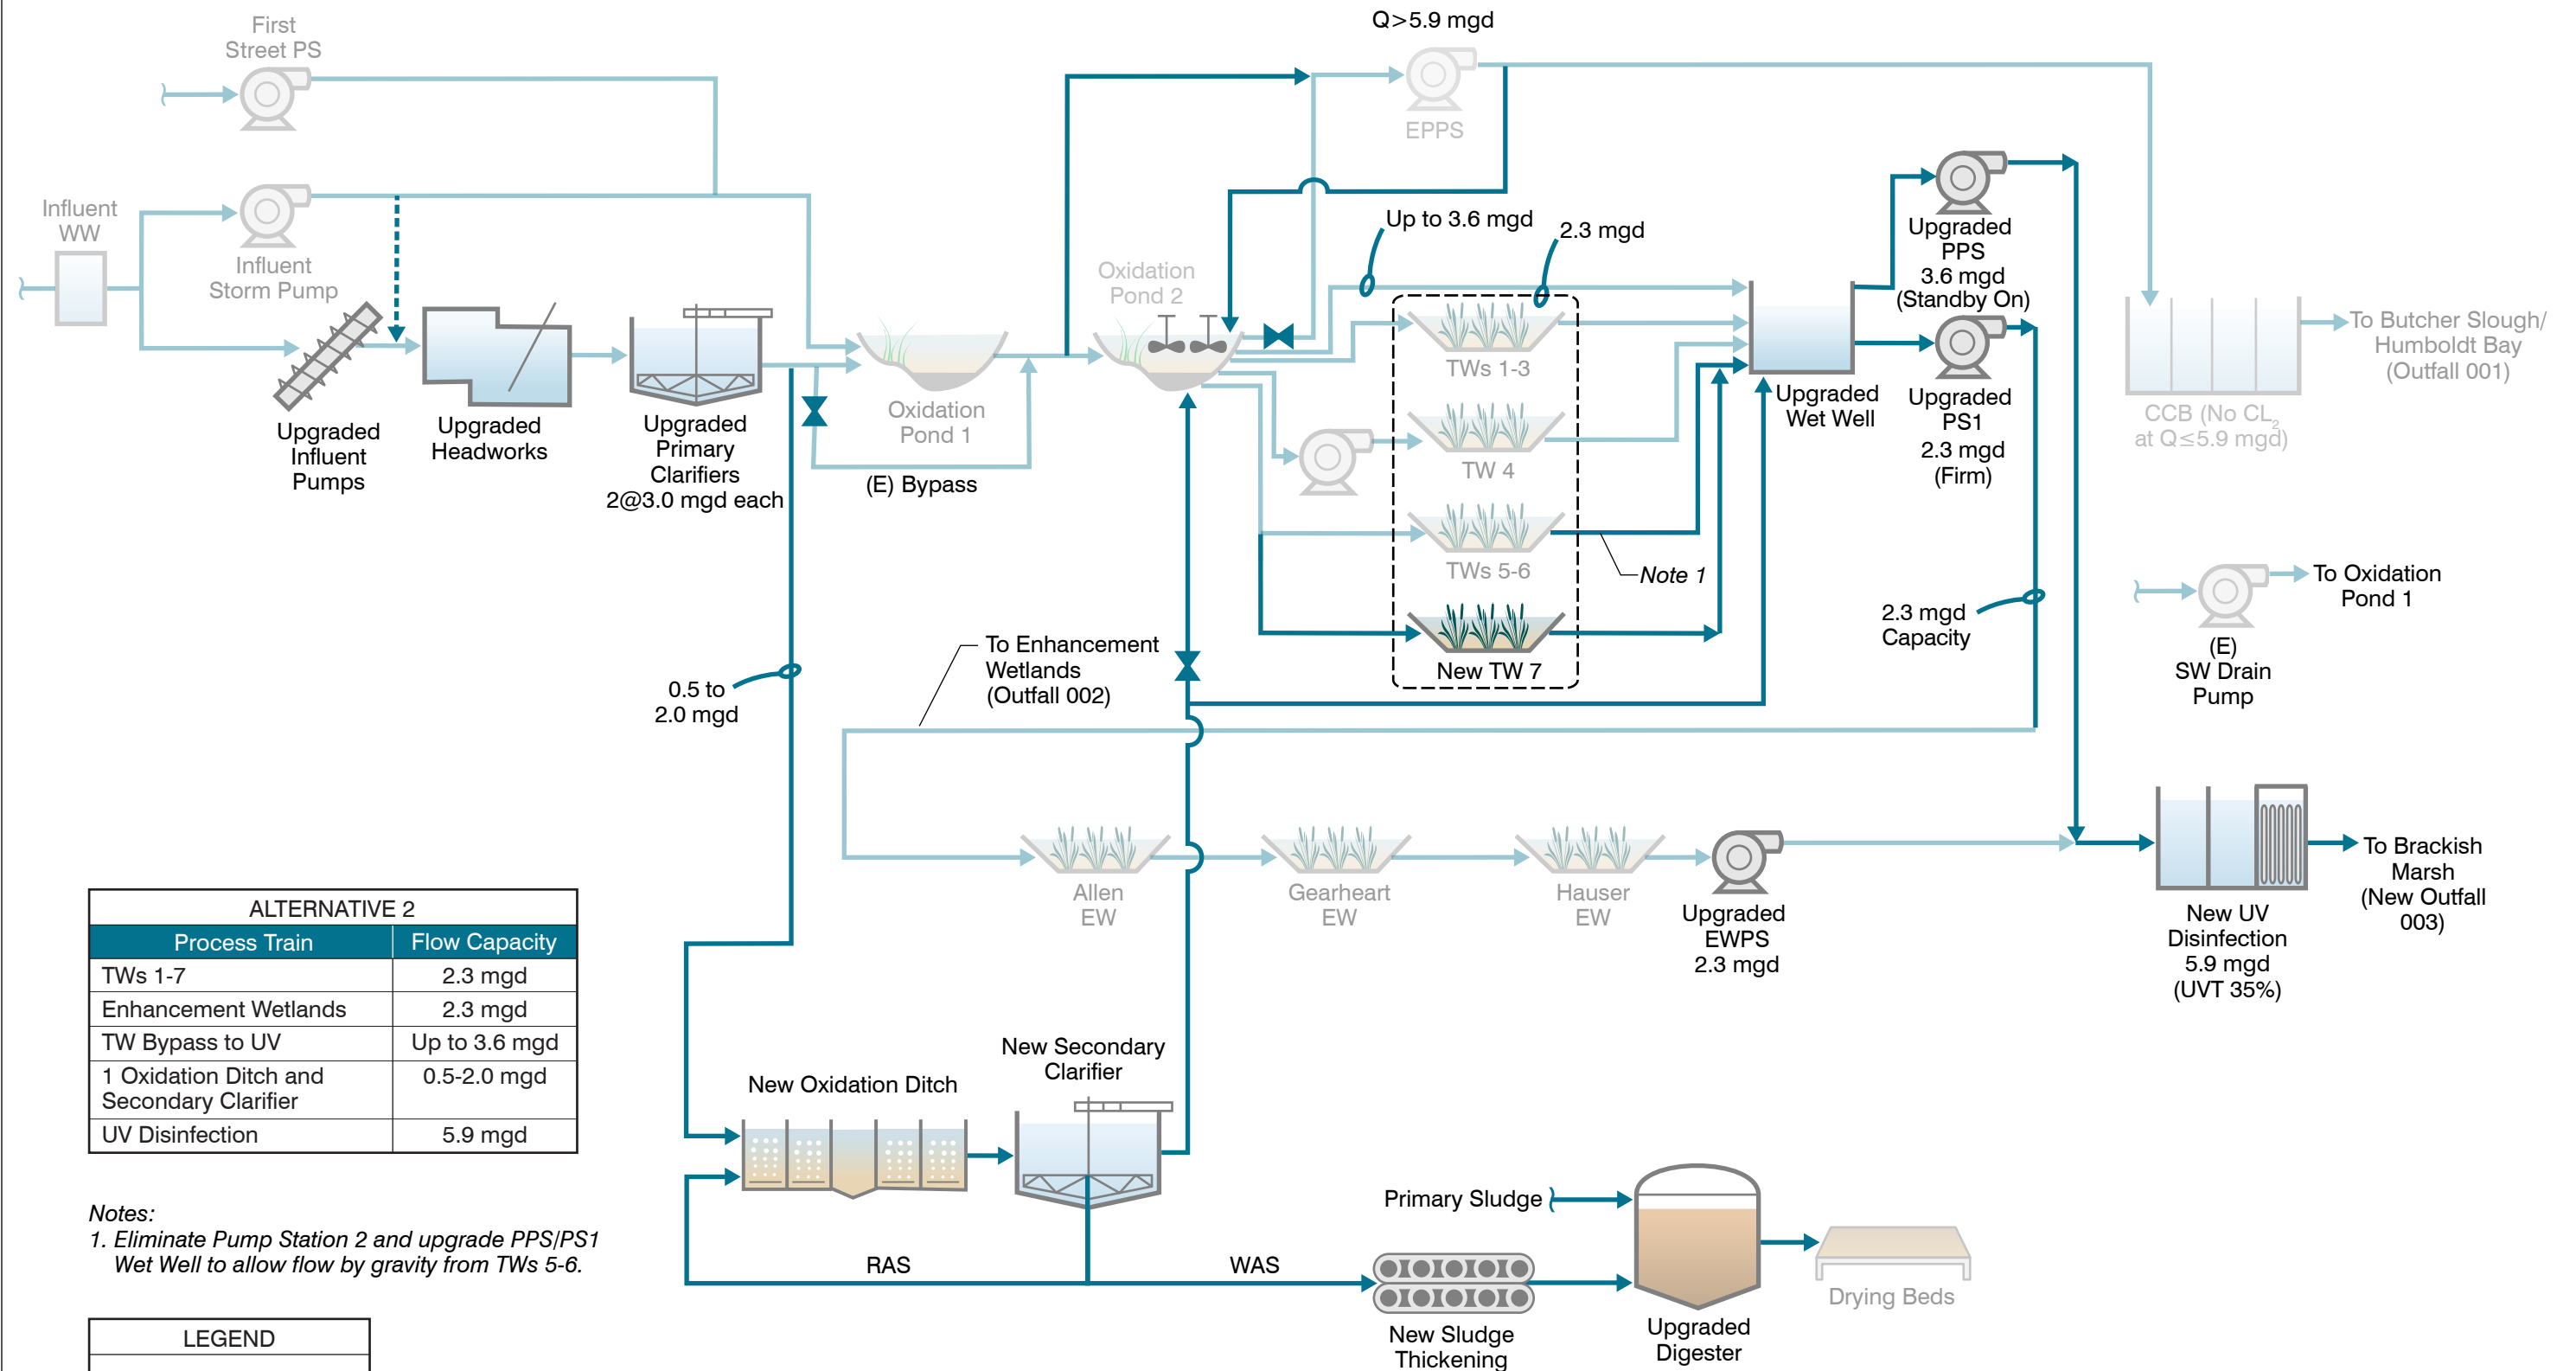 Q>5.9 mgd
First
Street PS
EPPS
Influent
WW
Influent
Storm Pump
Up to 3.6 mgd
2.3 mgd
Oxidation
Pond 2
Upgraded
PPS
3.6 mgd
(Standby On)
To Butcher Slough/
Humboldt Bay
(Outfall 001)
TWs 1-3
Upgraded
Wet Well
Upgraded
PS1
2.3 mgd
(Firm)
CCB (No CL2
at Q≤5.9 mgd)
Upgraded
Influent
Pumps
Upgraded
Headworks
Upgraded
Primary
Clarifiers
2@3.0 mgd each
Oxidation
Pond 1
(E) Bypass
TW 4
TWs 5-6
Note 1
To Oxidation
Pond 1
2.3 mgd
Capacity
(E)
SW Drain
Pump
New TW 7
To Enhancement
Wetlands
(Outfall 002)
0.5 to
2.0 mgd
Allen
EW
Gearheart
EW
Hauser
EW
Upgraded
EWPS
2.3 mgd
New UV
Disinfection
5.9 mgd
(UVT 35%)
To Brackish
Marsh
(New Outfall
003)
ALTERNATIVE 2
Process Train Flow Capacity
TWs 1-7 2.3 mgd
Enhancement Wetlands 2.3 mgd
TW Bypass to UV Up to 3.6 mgd
1 Oxidation Ditch and 0.5-2.0 mgd
Secondary Clarifier
UV Disinfection 5.9 mgd
New Oxidation Ditch
New Secondary
Clarifier
Primary Sludge
RAS
WAS
Drying Beds
New Sludge
Thickening
Upgraded
Digester
Notes:
1. Eliminate Pump Station 2 and upgrade PPS/PS1
Wet Well to allow flow by gravity from TWs 5-6.
LEGEND